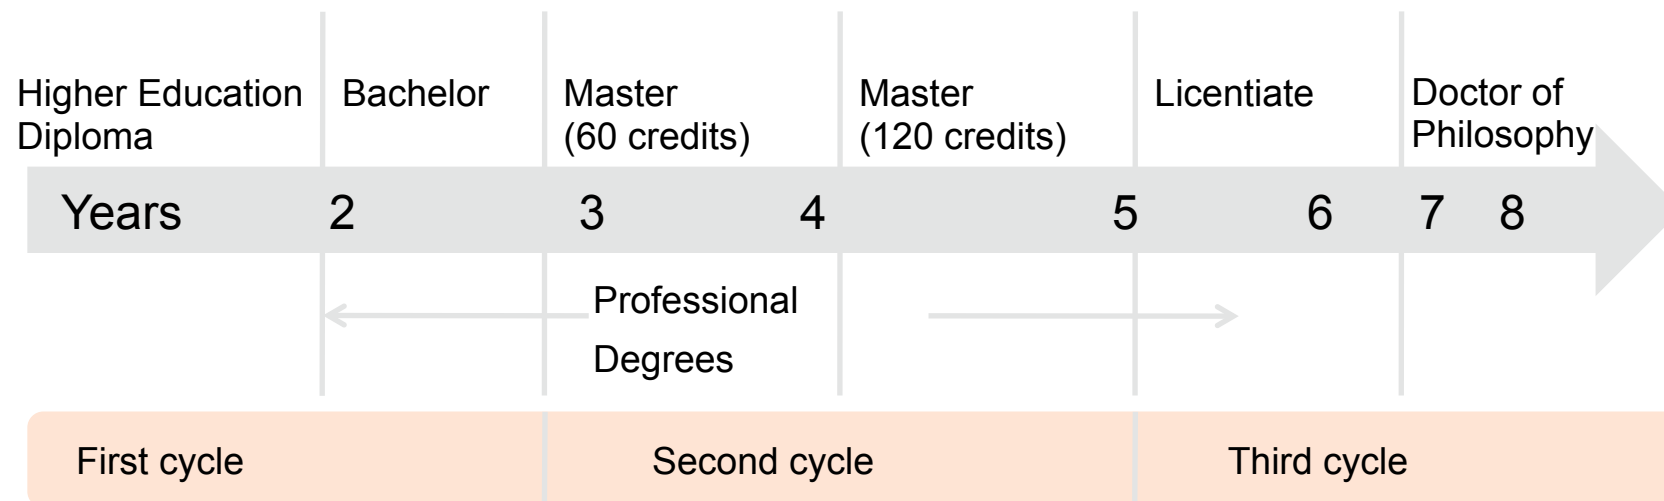 Higher Education Diploma
Bachelor
Master (60 credits)
Master (120 credits)
Licentiate
Doctor of Philosophy
Years 2 3 4 5 6 7 8
Professional
Degrees
First cycle Second cycle Third cycle